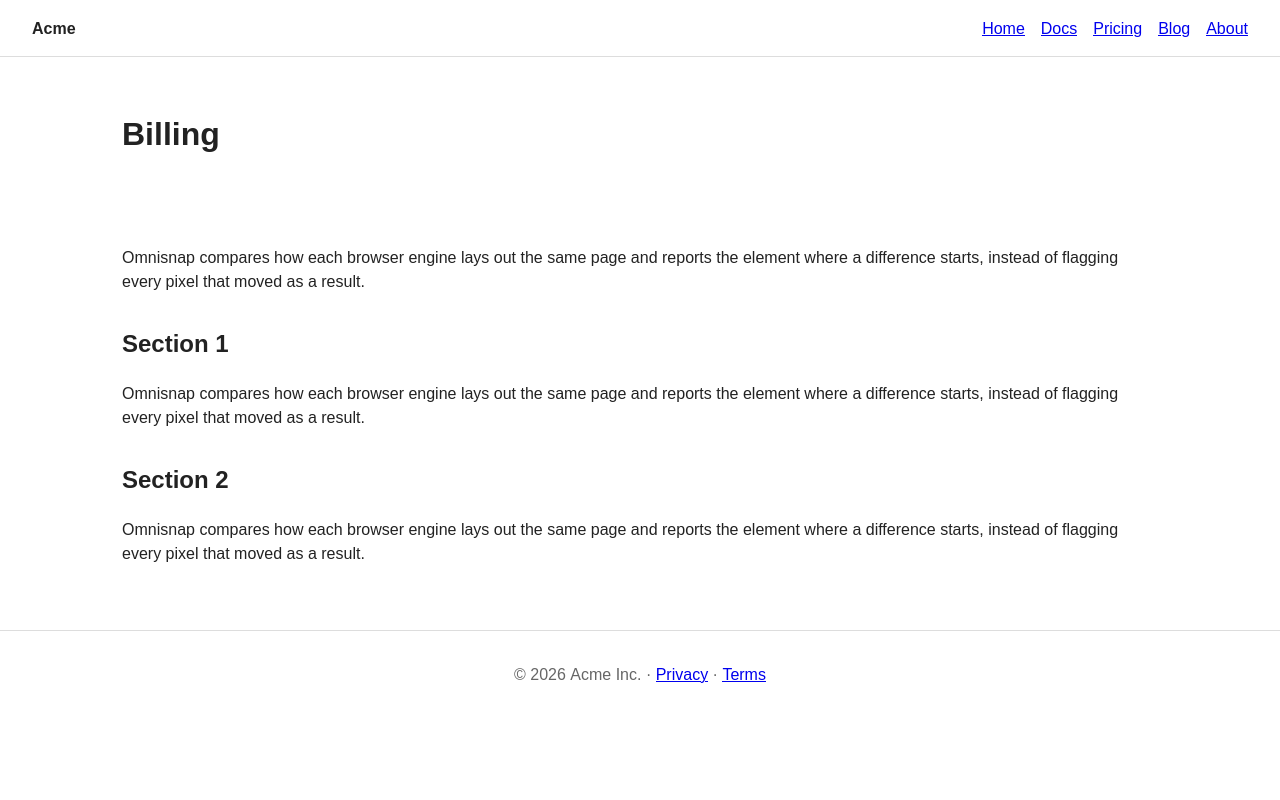 Acme
Home Docs Pricing Blog About
Billing
Omnisnap compares how each browser engine lays out the same page and reports the element where a difference starts, instead of flagging
every pixel that moved as a result.
Section 1
Omnisnap compares how each browser engine lays out the same page and reports the element where a difference starts, instead of flagging
every pixel that moved as a result.
Section 2
Omnisnap compares how each browser engine lays out the same page and reports the element where a difference starts, instead of flagging
every pixel that moved as a result.
© 2026 Acme Inc. · Privacy · Terms